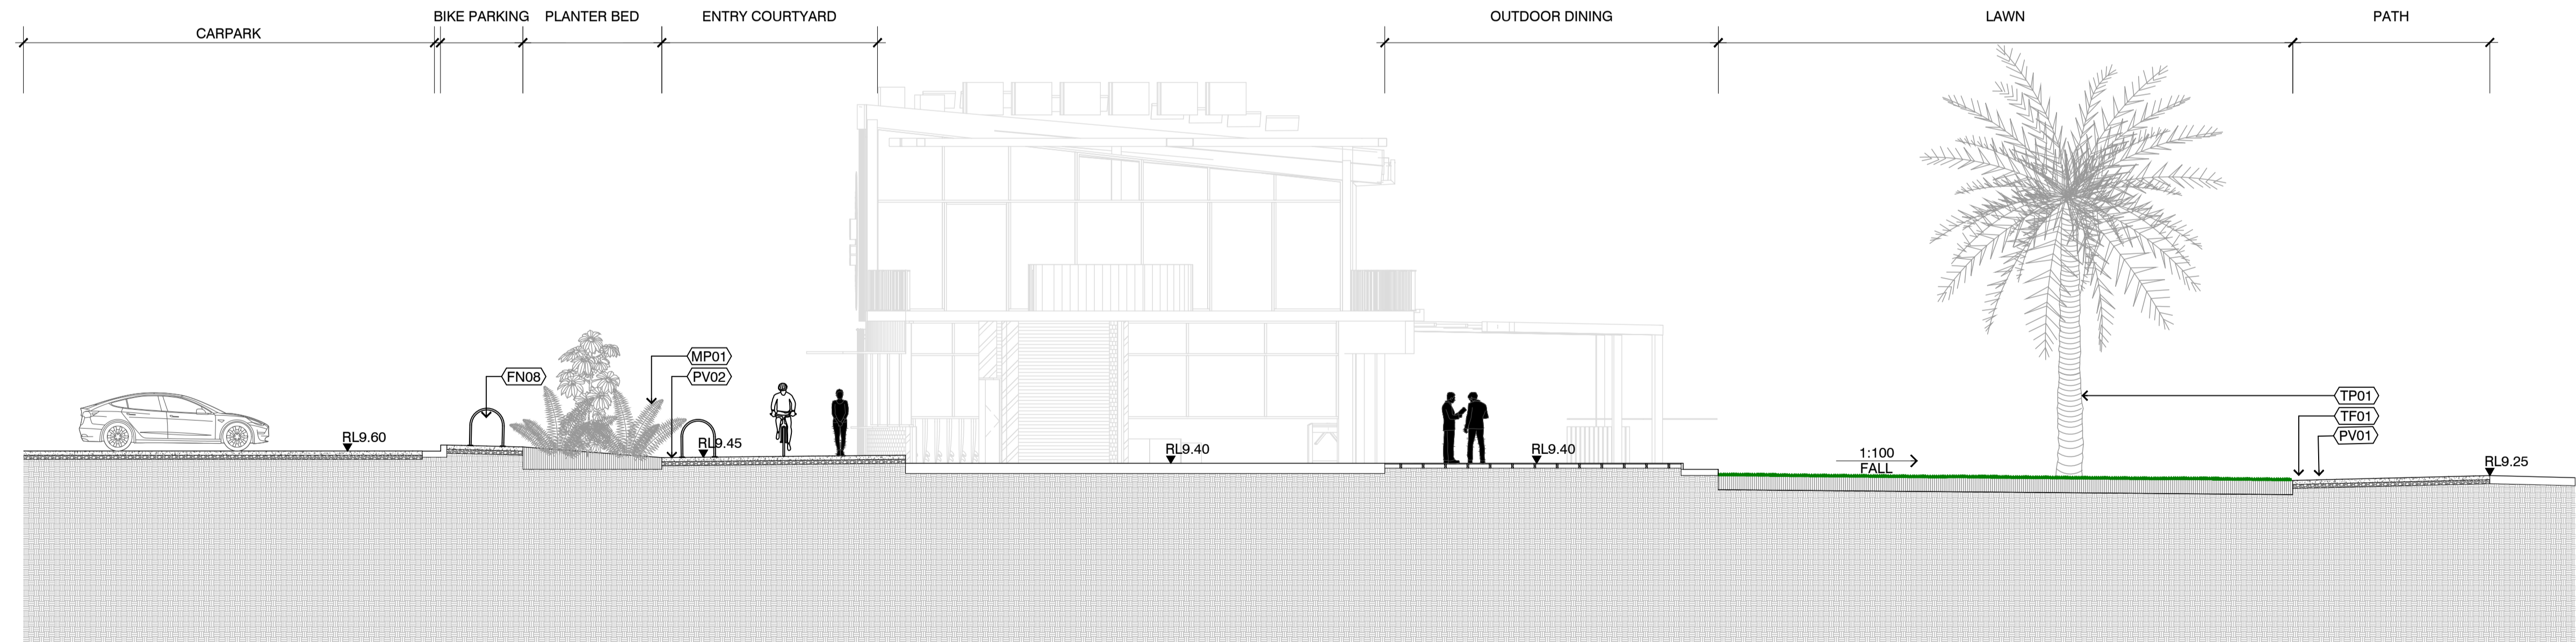 BIKE PARKING
PLANTER BED
ENTRY COURTYARD
OUTDOOR DINING
LAWN
PATH
CARPARK
MP01
FN08
PV02
TP01
TF01
PV01
RL9.60
RL9.45
RL9.40
RL9.40
1:100
FALL
RL9.25